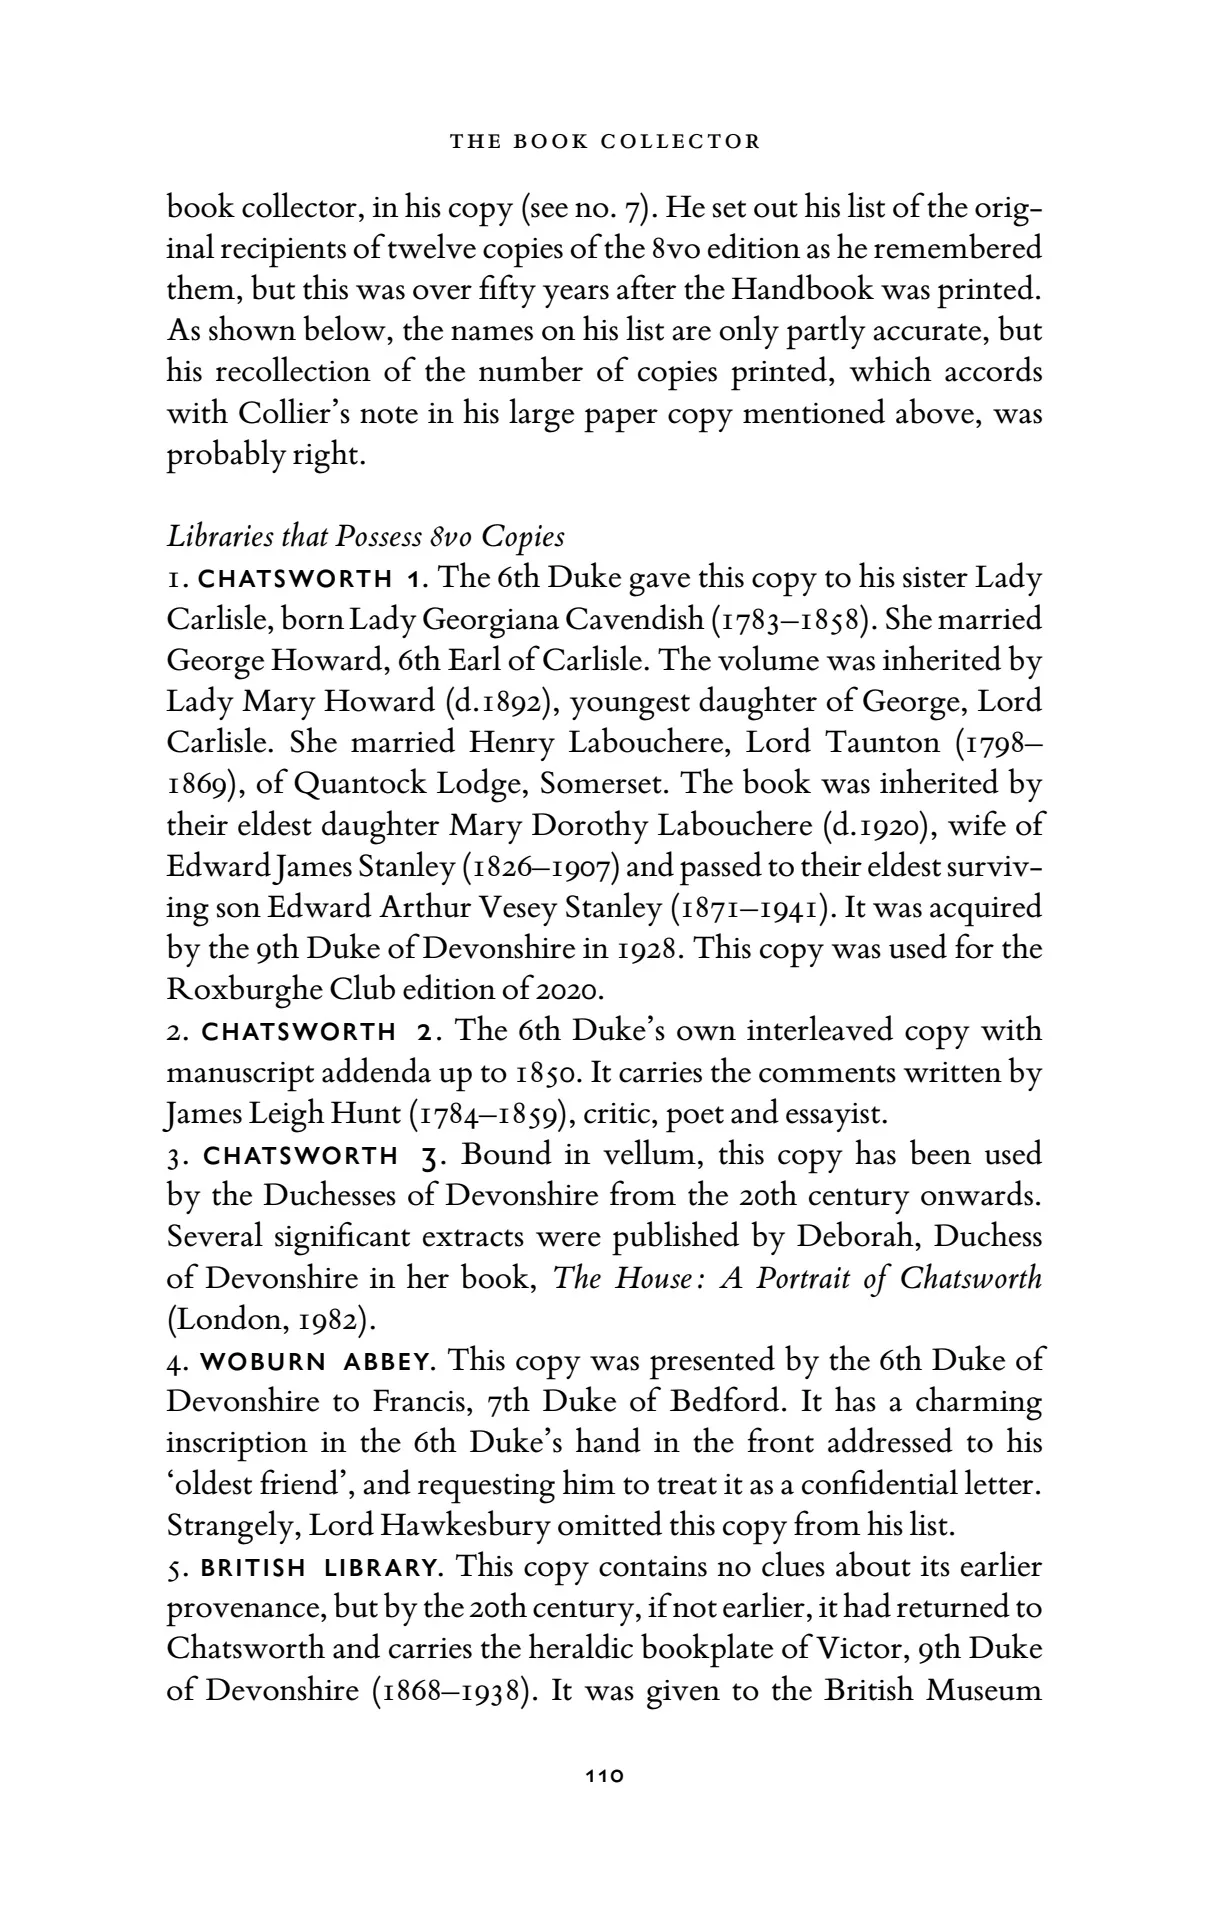 THE BOOK COLLECTOR
book collector, in his copy (see no. 7). He set out his list of the orig-
inal recipients of twelve copies of the 8vo edition as he remembered
them, but this was over fifty years after the Handbook was printed.
As shown below, the names on his list are only partly accurate, but
his recollection of the number of copies printed, which accords
with Collier’s note in his large paper copy mentioned above, was
probably right.
Libraries that Possess 8vo Copies
1. CHATSWORTH 1. The 6th Duke gave this copy to his sister Lady
Carlisle, born Lady Georgiana Cavendish (1783–1858). She married
George Howard, 6th Earl of Carlisle. The volume was inherited by
Lady Mary Howard (d.1892), youngest daughter of George, Lord
Carlisle. She married Henry Labouchere, Lord Taunton (1798–
1869), of Quantock Lodge, Somerset. The book was inherited by
their eldest daughter Mary Dorothy Labouchere (d.1920), wife of
Edward James Stanley (1826–1907) and passed to their eldest surviv-
ing son Edward Arthur Vesey Stanley (1871–1941). It was acquired
by the 9th Duke of Devonshire in 1928. This copy was used for the
Roxburghe Club edition of 2020.
2. CHATSWORTH 2. The 6th Duke’s own interleaved copy with
manuscript addenda up to 1850. It carries the comments written by
James Leigh Hunt (1784–1859), critic, poet and essayist.
3. CHATSWORTH 3. Bound in vellum, this copy has been used
by the Duchesses of Devonshire from the 20th century onwards.
Several significant extracts were published by Deborah, Duchess
of Devonshire in her book, The House: A Portrait of Chatsworth
(London, 1982).
4. WOBURN ABBEY. This copy was presented by the 6th Duke of
Devonshire to Francis, 7th Duke of Bedford. It has a charming
inscription in the 6th Duke’s hand in the front addressed to his
‘oldest friend’, and requesting him to treat it as a confidential letter.
Strangely, Lord Hawkesbury omitted this copy from his list.
5. BRITISH LIBRARY. This copy contains no clues about its earlier
provenance, but by the 20th century, if not earlier, it had returned to
Chatsworth and carries the heraldic bookplate of Victor, 9th Duke
of Devonshire (1868–1938). It was given to the British Museum
110